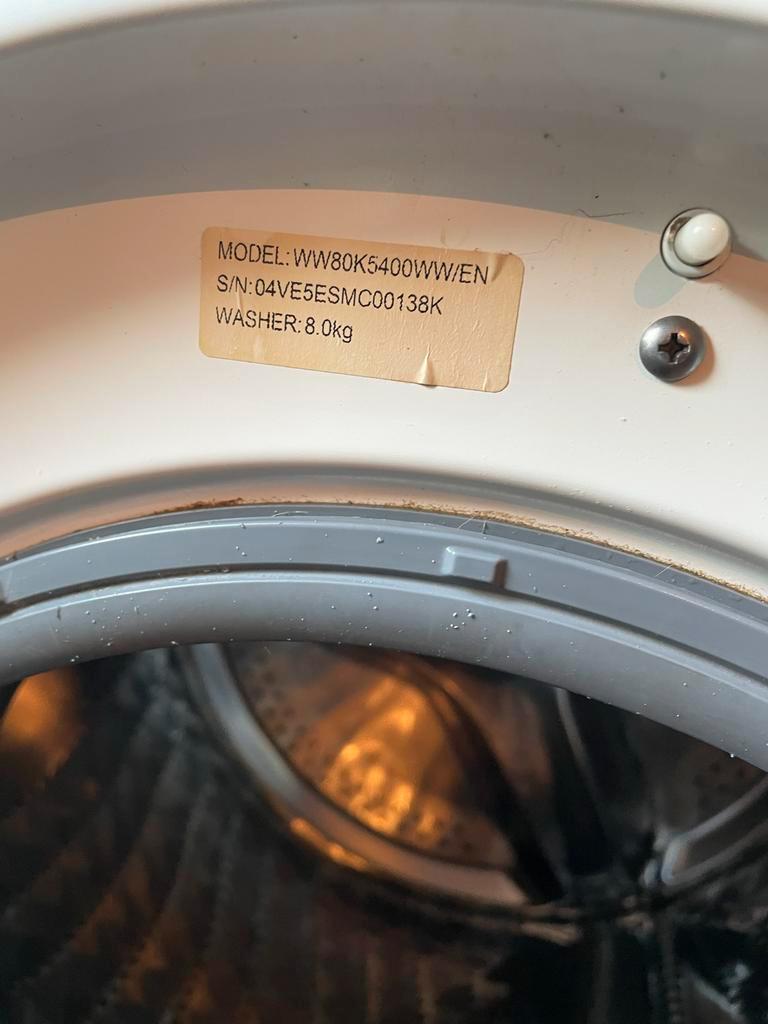 MODEL: WW80K5400WW/EN
S/N: 04VE5ESMC00138K
WASHER: 8.0kg